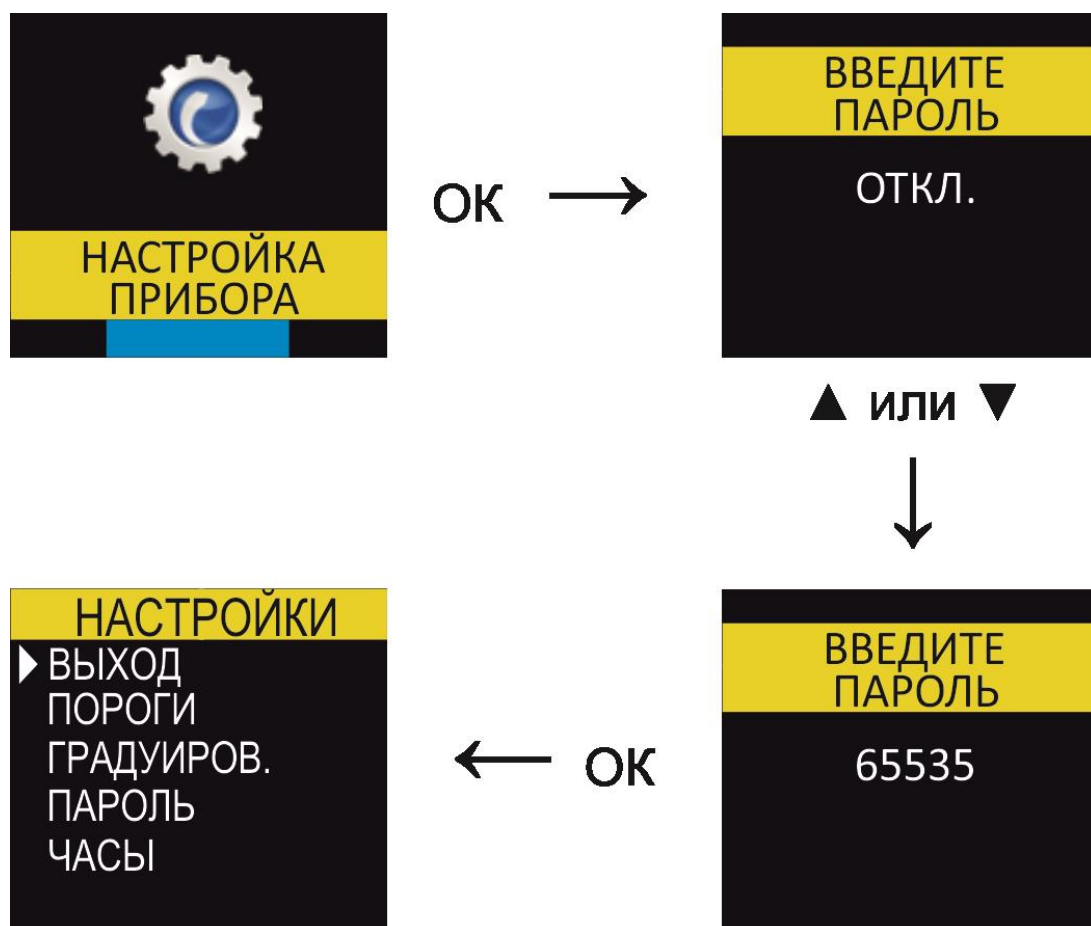 НАСТРОЙКА
ПРИБОРА
ОК →
ВВЕДИТЕ
ПАРОЛЬ
ОТКЛ.
▲ или ▼
↓
ВВЕДИТЕ
ПАРОЛЬ
65535
← ОК
НАСТРОЙКИ
ВЫХОД
ПОРОГИ
ГРАДУИРОВ.
ПАРОЛЬ
ЧАСЫ